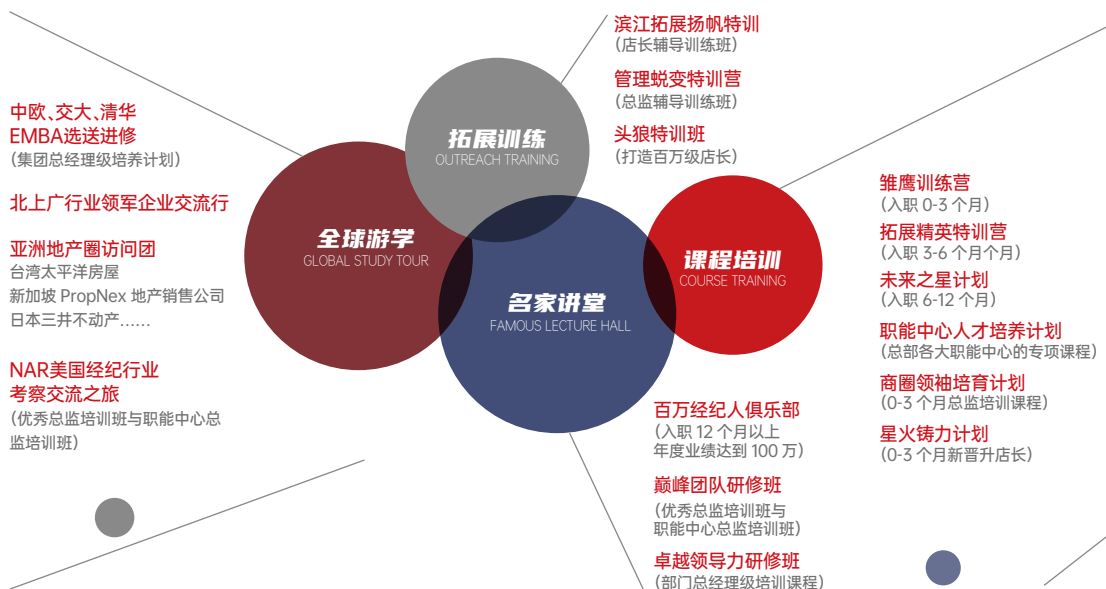 中欧、交大、清华
EMBA选送进修
(集团总经理级培养计划)
北上广行业领军企业交流行
亚洲地产圈访问团
台湾太平洋房屋
新加坡 PropNex 地产销售公司
日本三井不动产……
NAR美国经纪行业
考察交流之旅
(优秀总监培训班与职能中心总
监培训班)
全球游学
GLOBAL STUDY TOUR
拓展训练
OUTREACH TRAINING
滨江拓展扬帆特训
(店长辅导训练班)
管理蜕变特训营
(总监辅导训练班)
头狼特训班
(打造百万级店长)
名家讲堂
FAMOUS LECTURE HALL
百万经纪人俱乐部
(入职 12 个月以上
年度业绩达到 100 万)
巅峰团队研修班
(优秀总监培训班与
职能中心总监培训班)
卓越领导力研修班
(部门总经理级培训课程)
课程培训
COURSE TRAINING
雏鹰训练营
(入职 0-3 个月)
拓展精英特训营
(入职 3-6 个月个月)
未来之星计划
(入职 6-12 个月)
职能中心人才培养计划
(总部各大职能中心的专项课程)
商圈领袖培育计划
(0-3 个月总监培训课程)
星火铸力计划
(0-3 个月新晋升店长)